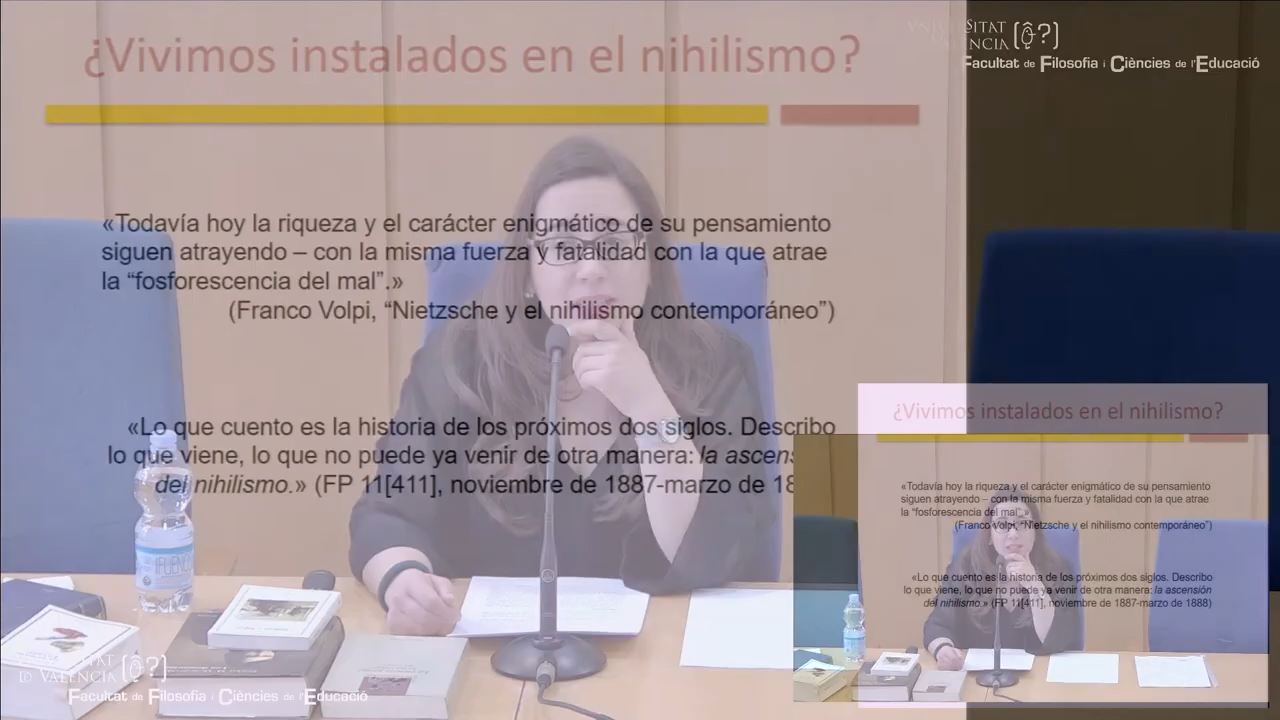 ¿Vivimos instalados en el nihilismo?
VNIVERSITAT
VALÈNCIA [Q̂?]
Facultat de Filosofia i Ciències de l'Educació
«Todavía hoy la riqueza y el carácter enigmático de su pensamiento
siguen atrayendo – con la misma fuerza y fatalidad con la que atrae
la “fosforescencia del mal”.»
(Franco Volpi, “Nietzsche y el nihilismo contemporáneo”)
«Lo que cuento es la historia de los próximos dos siglos. Describo
lo que viene, lo que no puede ya venir de otra manera: la ascens
del nihilismo.» (FP 11[411], noviembre de 1887-marzo de 18
¿Vivimos instalados en el nihilismo?
«Todavía hoy la riqueza y el carácter enigmático de su pensamiento
siguen atrayendo – con la misma fuerza y fatalidad con la que atrae
la “fosforescencia del mal”.»
(Franco Volpi, “Nietzsche y el nihilismo contemporáneo”)
«Lo que cuento es la historia de los próximos dos siglos. Describo
lo que viene, lo que no puede ya venir de otra manera: la ascensión
del nihilismo.» (FP 11[411], noviembre de 1887-marzo de 1888)
VALÈNCIA [Q̂?]
Facultat de Filosofia i Ciències de l'Educació